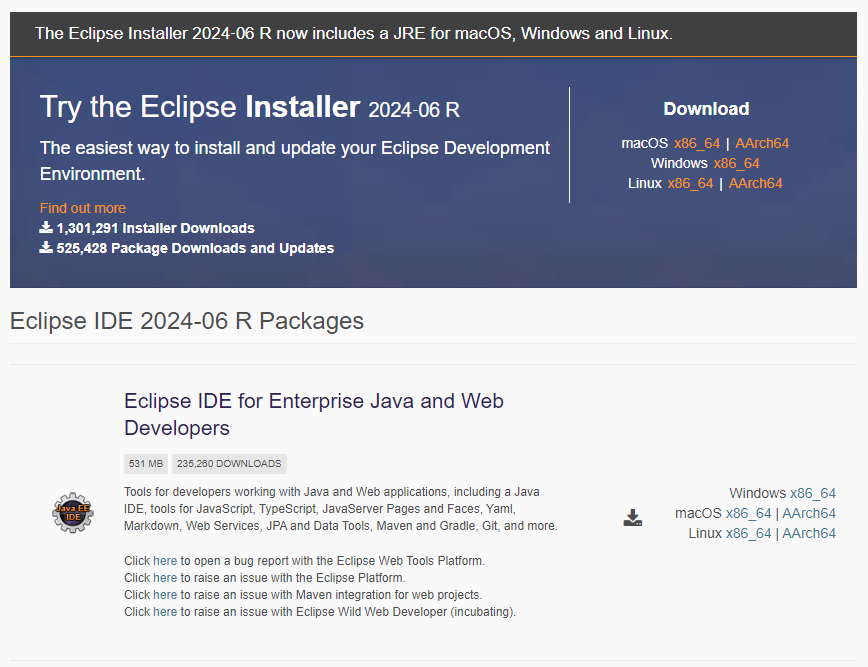 The Eclipse Installer 2024-06 R now includes a JRE for macOS, Windows and Linux.
Try the Eclipse Installer 2024-06 R
The easiest way to install and update your Eclipse Development
Environment.
Find out more
1,301,291 Installer Downloads
525,428 Package Downloads and Updates
Download
macOS x86_64 | AArch64
Windows x86_64
Linux x86_64 | AArch64
Eclipse IDE 2024-06 R Packages
Eclipse IDE for Enterprise Java and Web
Developers
531 MB 235,260 DOWNLOADS
Java EE
IDE
Tools for developers working with Java and Web applications, including a Java
IDE, tools for JavaScript, TypeScript, JavaServer Pages and Faces, Yaml,
Markdown, Web Services, JPA and Data Tools, Maven and Gradle, Git, and more.
Click here to open a bug report with the Eclipse Web Tools Platform.
Click here to raise an issue with the Eclipse Platform.
Click here to raise an issue with Maven integration for web projects.
Click here to raise an issue with Eclipse Wild Web Developer (incubating).
Windows x86_64
macOS x86_64 | AArch64
Linux x86_64 | AArch64